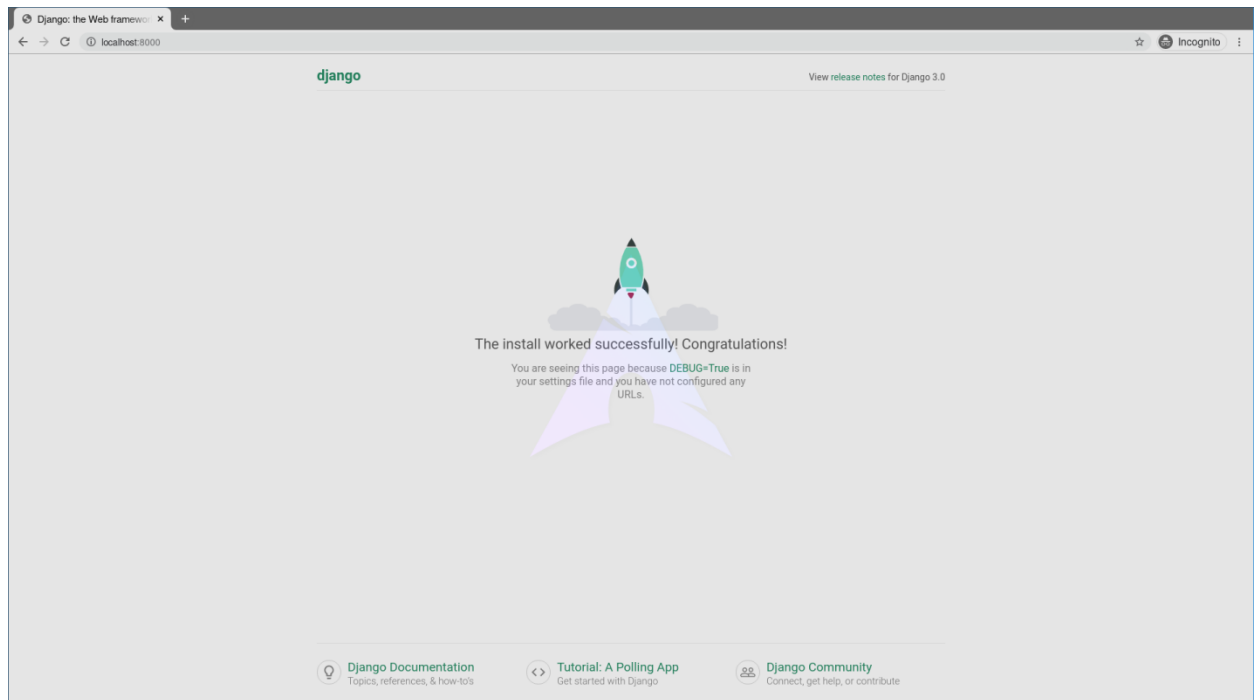 Django: the Web framewor
localhost:8000
Incognito
django
View release notes for Django 3.0
The install worked successfully! Congratulations!
You are seeing this page because DEBUG=True is in
your settings file and you have not configured any
URLs.
Django Documentation
Topics, references, & how-to's
Tutorial: A Polling App
Get started with Django
Django Community
Connect, get help, or contribute